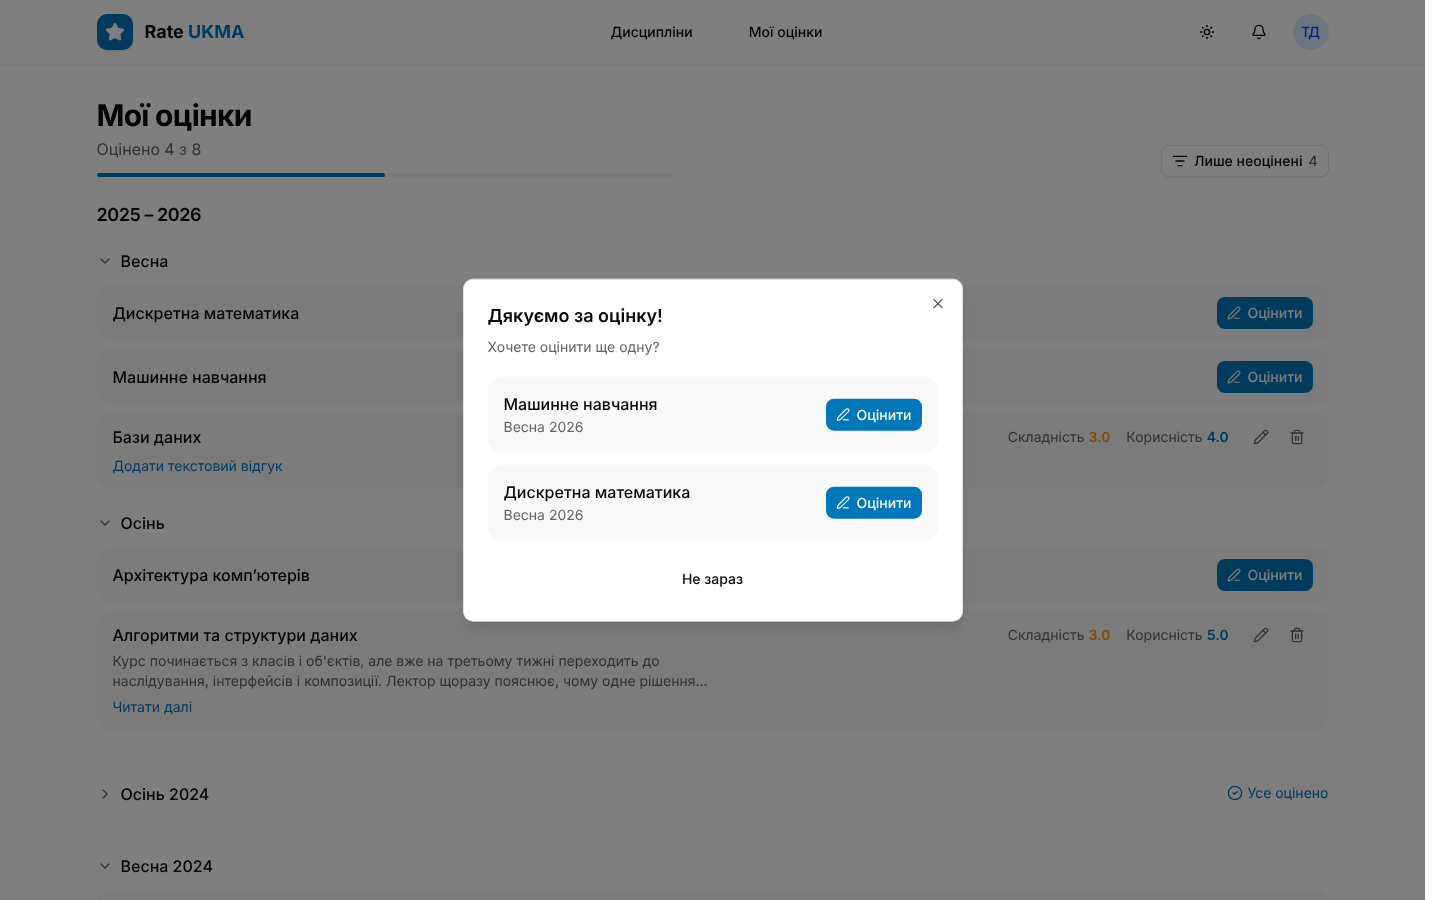 Rate UKMA
Дисципліни
Мої оцінки
ТД
Мої оцінки
Оцінено 4 з 8
Лише неоцінені 4
2025 – 2026
Весна
Дискретна математика
Оцінити
Машинне навчання
Оцінити
Бази даних
Складність 3.0 Корисність 4.0
Додати текстовий відгук
Осінь
Архітектура комп’ютерів
Оцінити
Алгоритми та структури даних
Складність 3.0 Корисність 5.0
Курс починається з класів і об'єктів, але вже на третьому тижні переходить до
наслідування, інтерфейсів і композиції. Лектор щоразу пояснює, чому одне рішення...
Читати далі
Осінь 2024
Усе оцінено
Весна 2024
Дякуємо за оцінку!
Хочете оцінити ще одну?
Машинне навчання
Весна 2026
Оцінити
Дискретна математика
Весна 2026
Оцінити
Не зараз